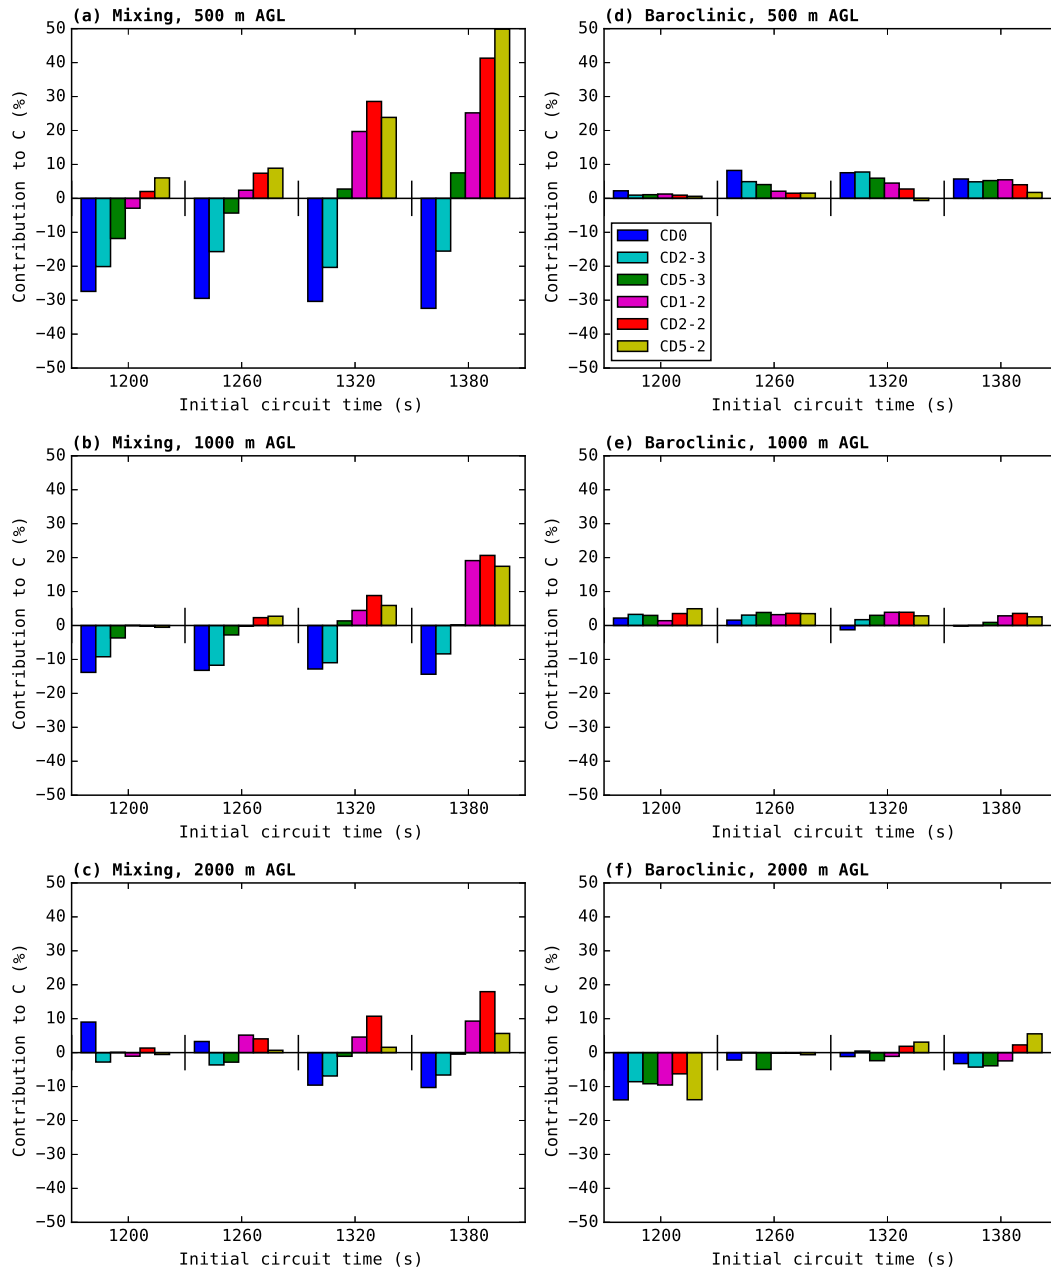 (a) Mixing, 500 m AGL
Contribution to C (%)
50
40
30
20
10
0
−10
−20
−30
−40
−50
1200 1260 1320 1380
Initial circuit time (s)
(d) Baroclinic, 500 m AGL
Contribution to C (%)
50
40
30
20
10
0
−10
−20
−30
−40
−50
CD0
CD2-3
CD5-3
CD1-2
CD2-2
CD5-2
1200 1260 1320 1380
Initial circuit time (s)
(b) Mixing, 1000 m AGL
Contribution to C (%)
50
40
30
20
10
0
−10
−20
−30
−40
−50
1200 1260 1320 1380
Initial circuit time (s)
(e) Baroclinic, 1000 m AGL
Contribution to C (%)
50
40
30
20
10
0
−10
−20
−30
−40
−50
1200 1260 1320 1380
Initial circuit time (s)
(c) Mixing, 2000 m AGL
Contribution to C (%)
50
40
30
20
10
0
−10
−20
−30
−40
−50
1200 1260 1320 1380
Initial circuit time (s)
(f) Baroclinic, 2000 m AGL
Contribution to C (%)
50
40
30
20
10
0
−10
−20
−30
−40
−50
1200 1260 1320 1380
Initial circuit time (s)